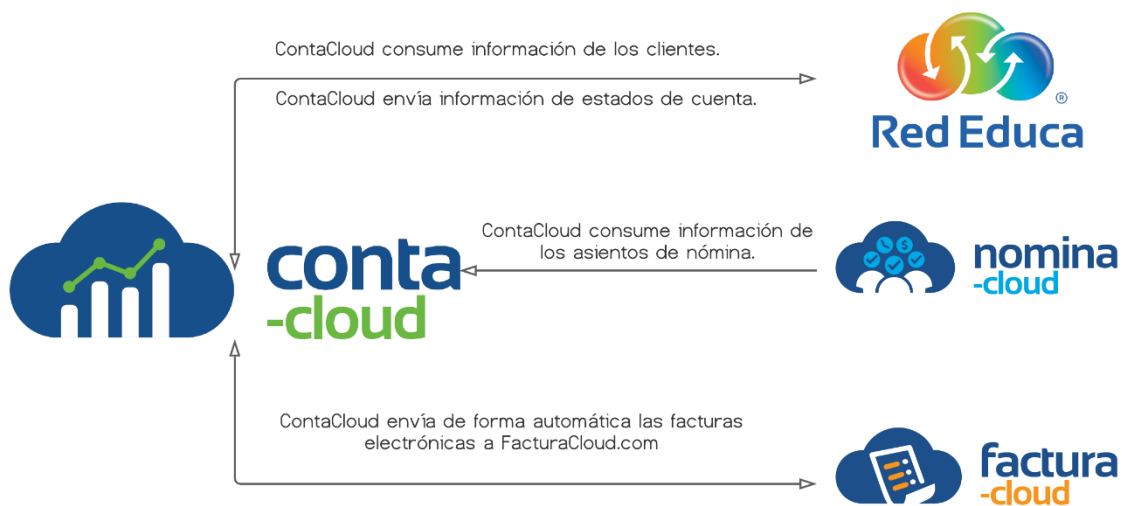 ContaCloud consume información de los clientes.
ContaCloud envía información de estados de cuenta.
®
Red Educa
ContaCloud consume información de
los asientos de nómina.
conta
-cloud
nomina
-cloud
ContaCloud envía de forma automática las facturas
electrónicas a FacturaCloud.com
factura
-cloud